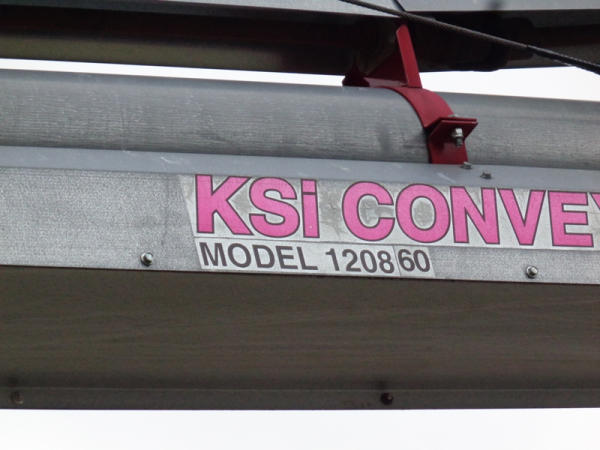 KSi CONVEY
MODEL 1208 60